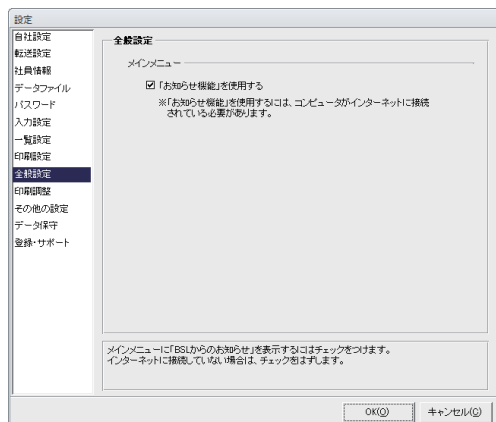 設定
自社設定
転送設定
社員情報
データファイル
パスワード
入力設定
一覧設定
印刷設定
全般設定
印刷調整
その他の設定
データ保守
登録・サポート
全般設定
メインメニュー
「お知らせ機能」を使用する
※「お知らせ機能」を使用するには、コンピュータがインターネットに接続
されている必要があります。
メインメニューに「BSLからのお知らせ」を表示するにはチェックをつけます。
インターネットに接続していない場合は、チェックをはずします。
OK(O)
キャンセル(C)